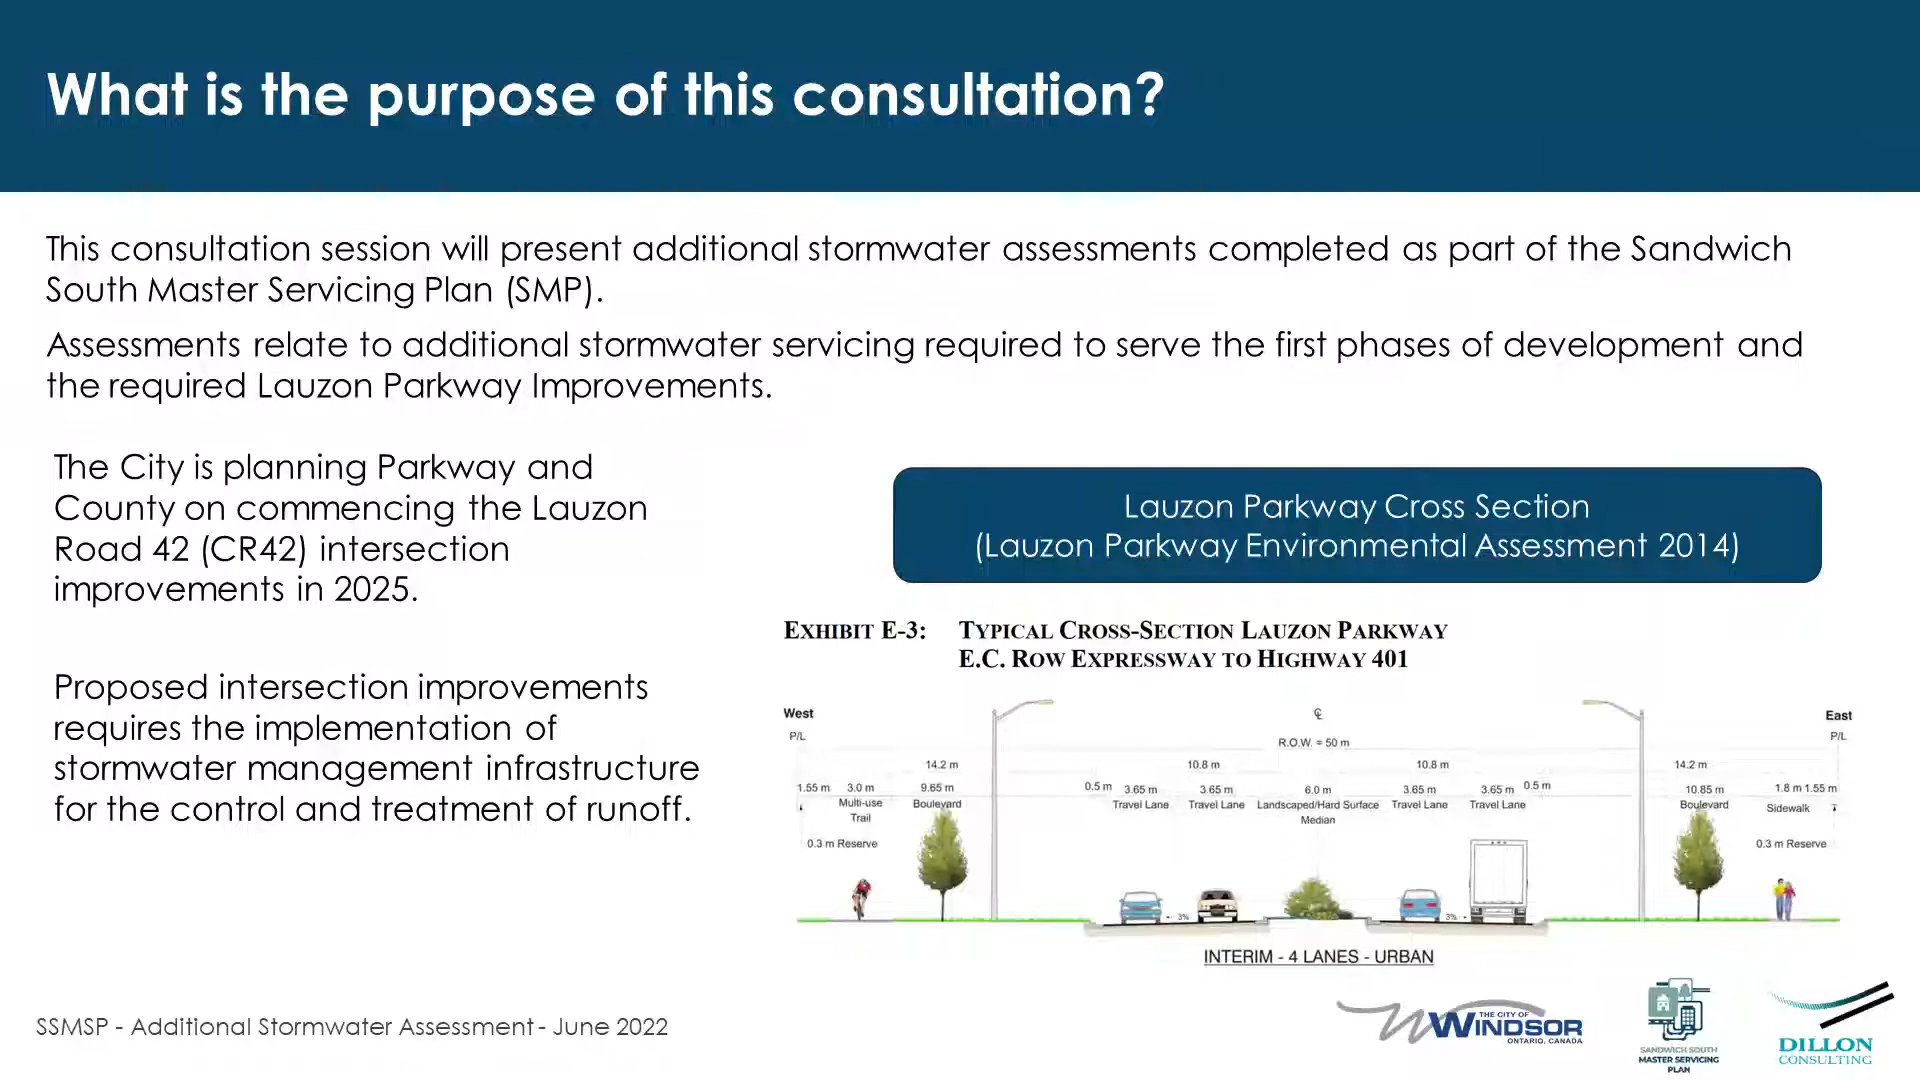 What is the purpose of this consultation?
This consultation session will present additional stormwater assessments completed as part of the Sandwich
South Master Servicing Plan (SMP).
Assessments relate to additional stormwater servicing required to serve the first phases of development and
the required Lauzon Parkway Improvements.
The City is planning Parkway and
County on commencing the Lauzon
Road 42 (CR42) intersection
improvements in 2025.
Proposed intersection improvements
requires the implementation of
stormwater management infrastructure
for the control and treatment of runoff.
Lauzon Parkway Cross Section
(Lauzon Parkway Environmental Assessment 2014)
EXHIBIT E-3: TYPICAL CROSS-SECTION LAUZON PARKWAY
E.C. ROW EXPRESSWAY TO HIGHWAY 401
West ℄ East
P/L R.O.W. = 50 m P/L
14.2 m 10.8 m 10.8 m 14.2 m
1.55 m 3.0 m 9.65 m 0.5 m 3.65 m 3.65 m 6.0 m 3.65 m 3.65 m 0.5 m 10.85 m 1.8 m 1.55 m
Multi-use Boulevard Travel Lane Travel Lane Landscaped/Hard Surface Travel Lane Travel Lane Boulevard Sidewalk
Trail Median
0.3 m Reserve 0.3 m Reserve
3% 3%
INTERIM - 4 LANES - URBAN
SSMSP - Additional Stormwater Assessment - June 2022
THE CITY OF
WINDSOR
ONTARIO, CANADA
SANDWICH SOUTH
MASTER SERVICING
PLAN
DILLON
CONSULTING